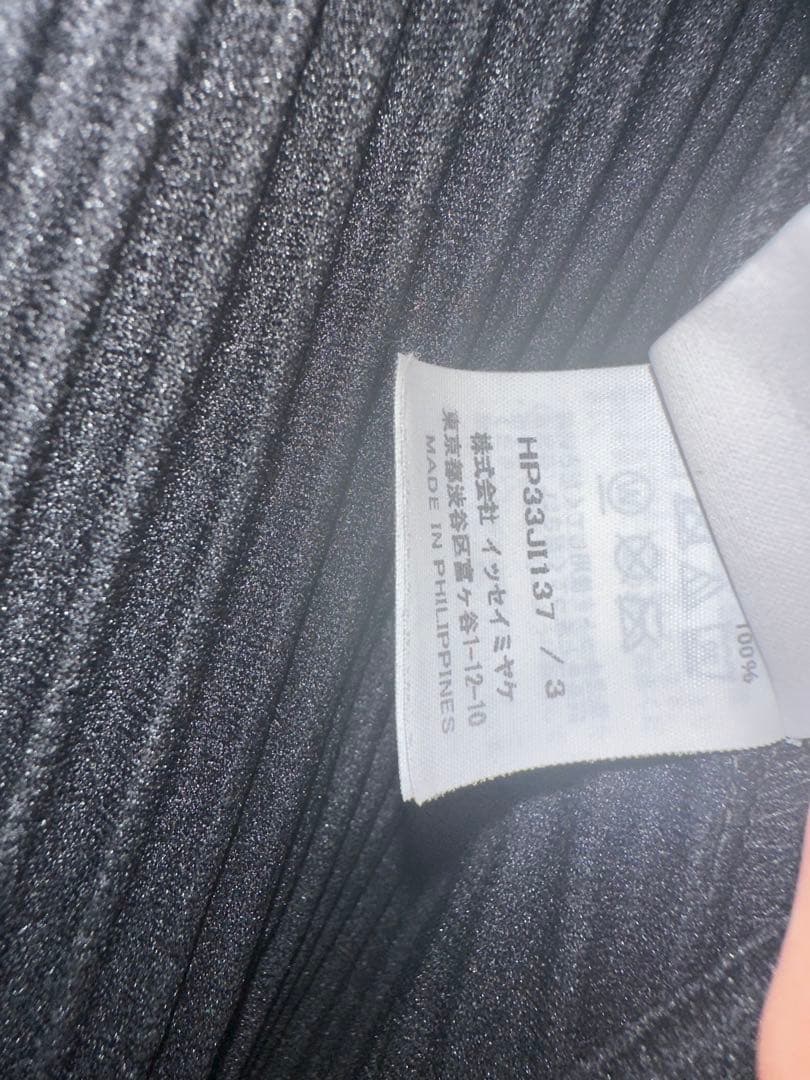 100%
HP33JI137 / 3
株式会社 イッセイミヤケ
東京都渋谷区富ヶ谷1-12-10
MADE IN PHILIPPINES